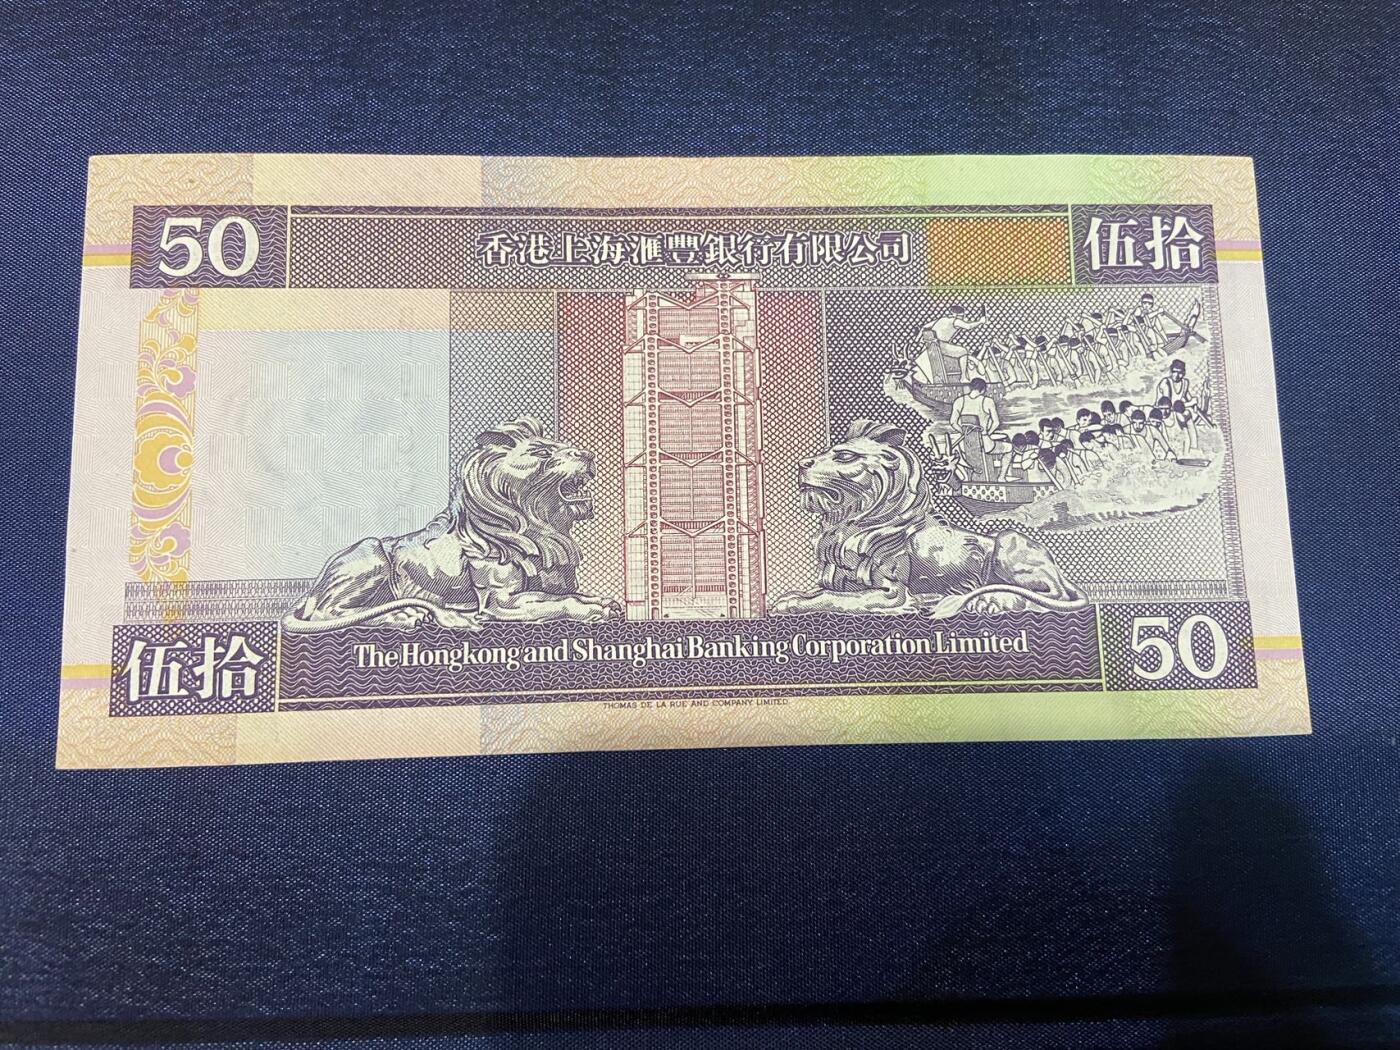 50
香港上海滙豐銀行有限公司
伍拾
伍拾
The Hongkong and Shanghai Banking Corporation Limited
50
THOMAS DE LA RUE AND COMPANY LIMITED